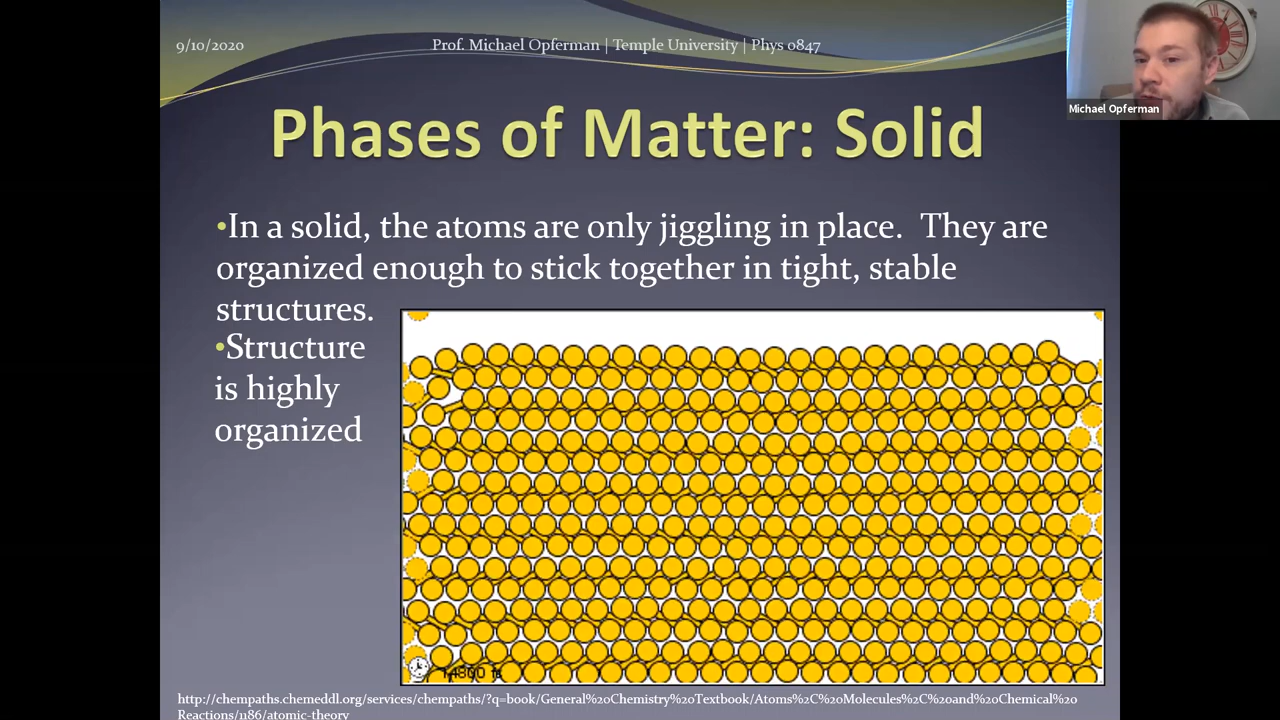 9/10/2020
Prof. Michael Opferman | Temple University | Phys 0847
Michael Opferman
Phases of Matter: Solid
•In a solid, the atoms are only jiggling in place.  They are
organized enough to stick together in tight, stable
structures.
•Structure
is highly
organized
14800 fs
http://chempaths.chemeddl.org/services/chempaths/?q=book/General%20Chemistry%20Textbook/Atoms%2C%20Molecules%2C%20and%20Chemical%20
Reactions/1186/atomic-theory